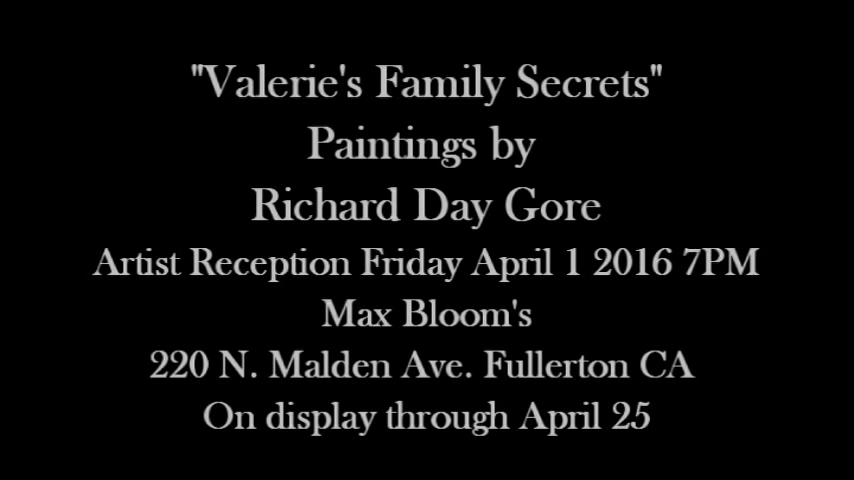 "Valerie's Family Secrets"
Paintings by
Richard Day Gore
Artist Reception Friday April 1 2016 7PM
Max Bloom's
220 N. Malden Ave. Fullerton CA
On display through April 25